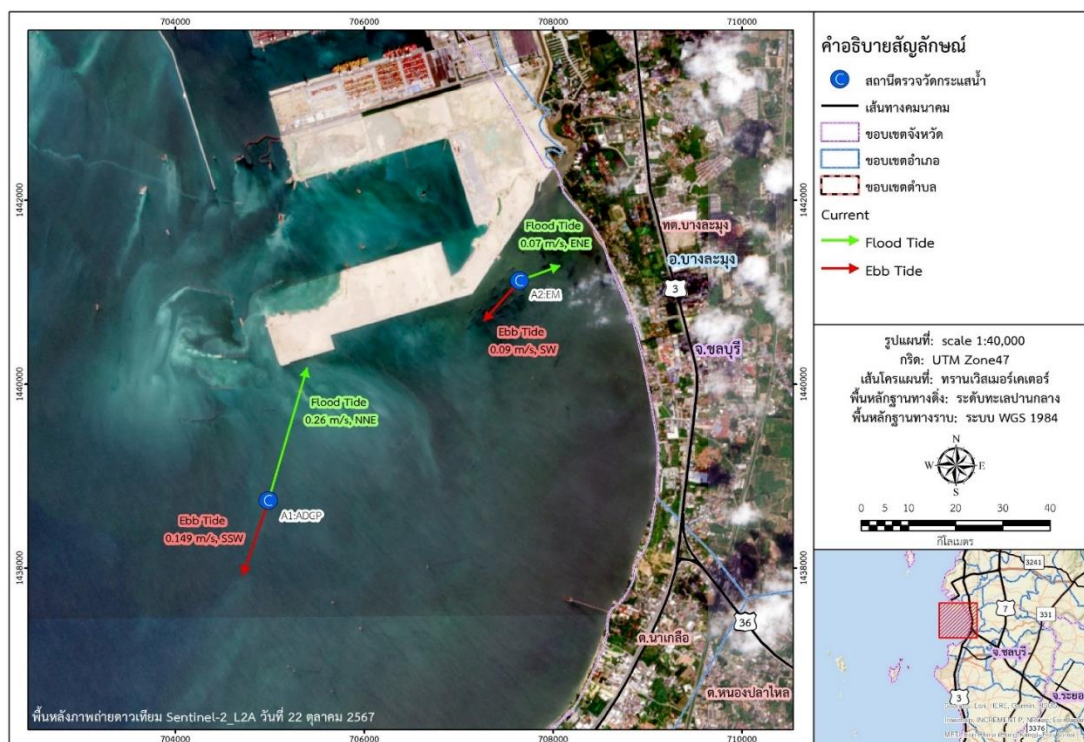 704000
706000
708000
710000
1442000
1440000
1438000
1442000
1440000
1438000
Flood Tide
0.07 m/s, ENE
C
A2:EM
Ebb Tide
0.09 m/s, SW
Flood Tide
0.26 m/s, NNE
C
A1:ADCP
Ebb Tide
0.149 m/s, SSW
ทต.บางละมุง
อ.บางละมุง
3
จ.ชลบุรี
36
ต.นาเกลือ
ต.หนองปลาไหล
พื้นหลังภาพถ่ายดาวเทียม Sentinel-2_L2A วันที่ 22 ตุลาคม 2567
704000
706000
708000
710000
คำอธิบายสัญลักษณ์
C
สถานีตรวจวัดกระแสน้ำ
เส้นทางคมนาคม
ขอบเขตจังหวัด
ขอบเขตอำเภอ
ขอบเขตตำบล
Current
Flood Tide
Ebb Tide
รูปแผนที่: scale 1:40,000
กริด: UTM Zone47
เส้นโครงแผนที่: ทรานเวิสเมอร์เคเตอร์
พื้นหลักฐานทางดิ่ง: ระดับทะเลปานกลาง
พื้นหลักฐานทางราบ: ระบบ WGS 1984
N
W
E
S
0 5 10 20 30 40
กิโลเมตร
3241
7
331
จ.ชลบุรี
3
จ.ระยอ
3376